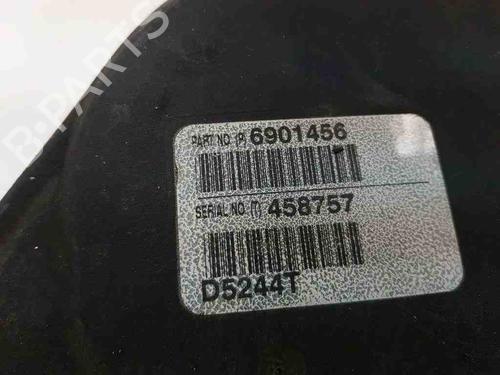 B-PARTS
PART NO (P) 6901456
SERIAL NO (T) 458757
D5244T